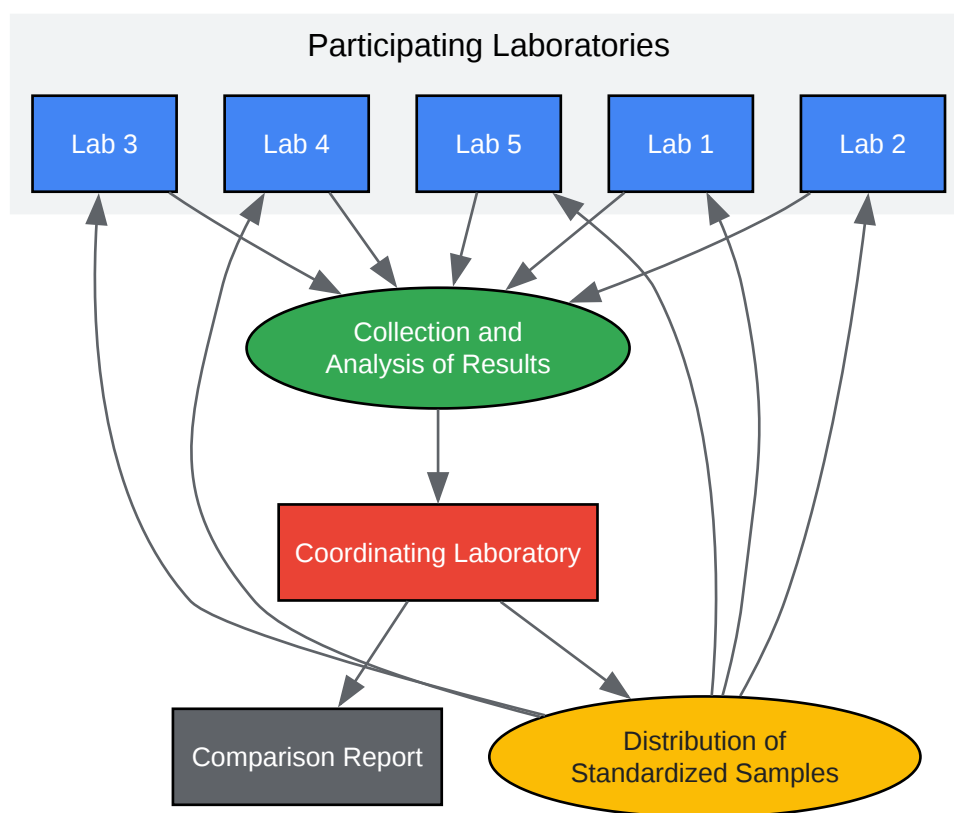 Participating Laboratories
Lab 3
Lab 4
Lab 5
Lab 1
Lab 2
Collection and
Analysis of Results
Coordinating Laboratory
Comparison Report
Distribution of
Standardized Samples